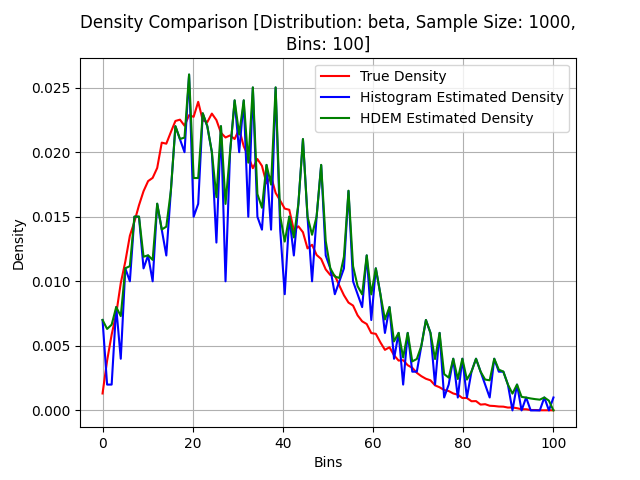 Density Comparison [Distribution: beta, Sample Size: 1000,
Bins: 100]
True Density
Histogram Estimated Density
HDEM Estimated Density
Density
0.025
0.020
0.015
0.010
0.005
0.000
0 20 40 60 80 100
Bins